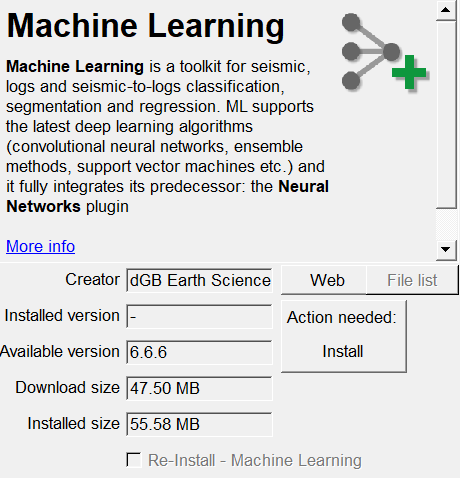 Machine Learning
Machine Learning is a toolkit for seismic,
logs and seismic-to-logs classification,
segmentation and regression. ML supports
the latest deep learning algorithms
(convolutional neural networks, ensemble
methods, support vector machines etc.) and
it fully integrates its predecessor: the Neural
Networks plugin
More info
Creator dGB Earth Science Web File list
Installed version - Action needed:
Available version 6.6.6 Install
Download size 47.50 MB
Installed size 55.58 MB
Re-Install - Machine Learning